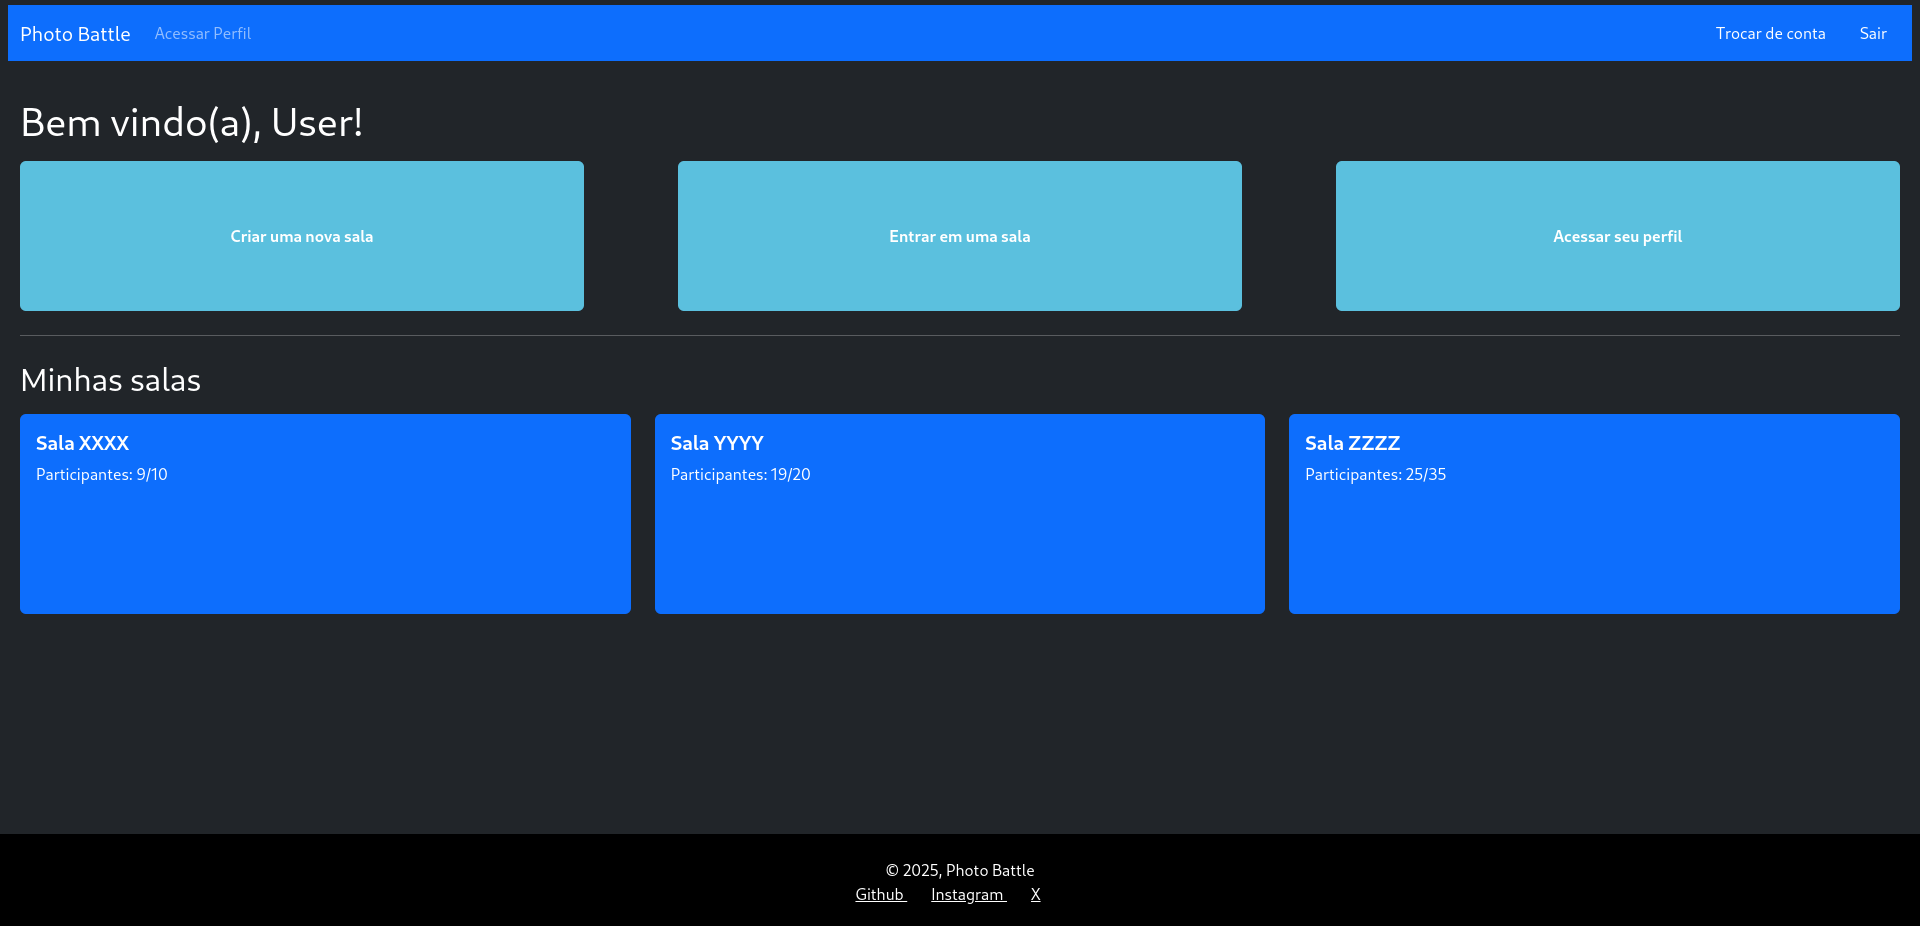 Photo Battle Acessar Perfil Trocar de conta Sair
Bem vindo(a), User!
Criar uma nova sala Entrar em uma sala Acessar seu perfil
Minhas salas
Sala XXXX Sala YYYY Sala ZZZZ
Participantes: 9/10 Participantes: 19/20 Participantes: 25/35
© 2025, Photo Battle
Github Instagram X